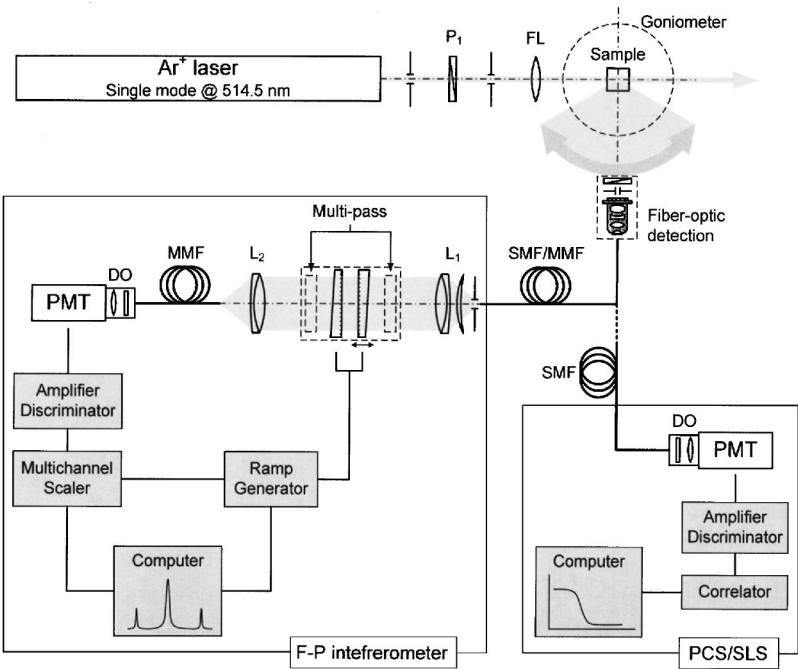 Goniometer
P1
FL
Sample
Ar+ laser
Single mode @ 514.5 nm
Fiber-optic
detection
Multi-pass
MMF
L2
L1
SMF/MMF
DO
PMT
SMF
Amplifier
Discriminator
Multichannel
Scaler
Ramp
Generator
Computer
F-P intefrerometer
DO
PMT
Amplifier
Discriminator
Computer
Correlator
PCS/SLS